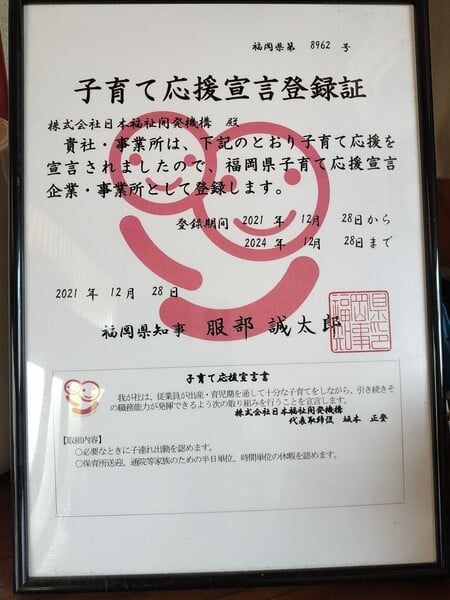 福岡県第 8962 号
子育て応援宣言登録証
株式会社日本福祉開発機構 殿
貴社・事業所は、下記のとおり子育て応援を
宣言されましたので、福岡県子育て応援宣言
企業・事業所として登録します。
登録期間 2021 年 12月 28日から
2024 年 12月 28日まで
2021 年 12 月 28 日
福岡県知事 服部 誠太郎
子育て応援宣言書
我が社は、従業員が出産・育児期を通して十分な子育てをしながら、引き続きそ
の職務能力が発揮できるよう次の取り組みを行うことを宣言します。
株式会社日本福祉開発機構
代表取締役 坂本 正登
【取組内容】
○必要なときに子連れ出勤を認めます。
○保育所送迎、通院等家族のための半日単位、時間単位の休暇を認めます。